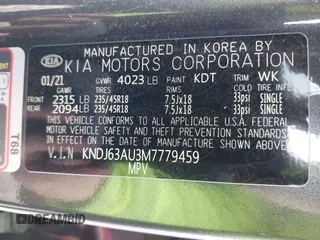 MANUFACTURED IN KOREA BY
KIA KIA MOTORS CORPORATION
01/21 GVWR 4023 LB PAINT KDT TRIM WK
GAWR TIRES RIMS COLD TIRE PRESSURE
FRONT 2315 LB 235/45R18 7.5Jx18 33psi SINGLE
REAR 2094 LB 235/45R18 7.5Jx18 33psi SINGLE
THIS VEHICLE CONFORMS TO ALL APPLICABLE
FEDERAL MOTOR VEHICLE SAFETY, BUMPER
AND THEFT PREVENTION STANDARDS IN
EFFECT ON THE DATE OF MANUFACTURE
SHOWN ABOVE.
V.I.N KNDJ63AU3M7779459
MPV
T68